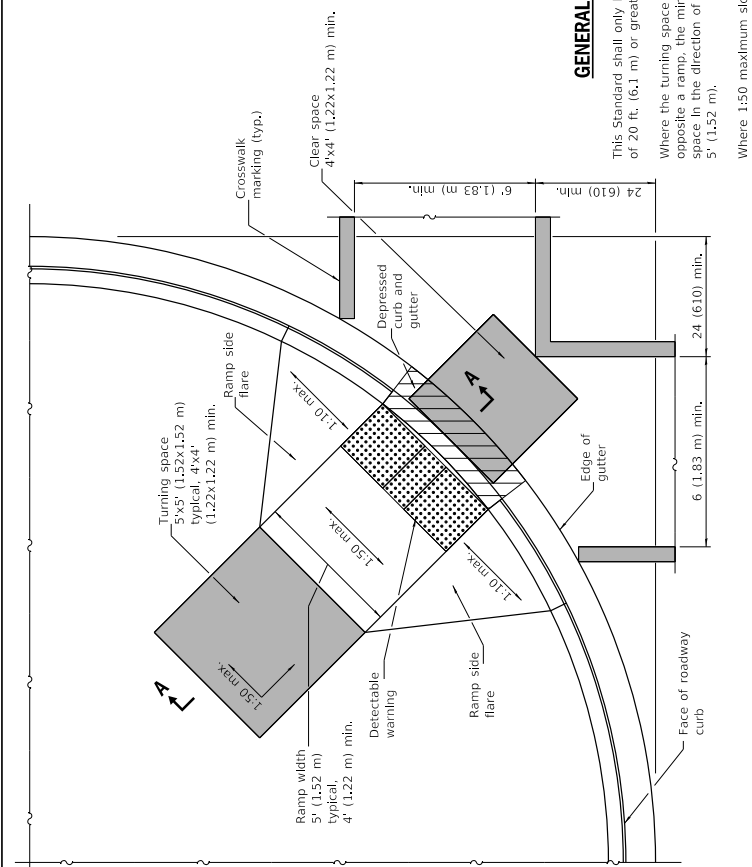 Crosswalk
marking (typ.)
Clear space
4'x4' (1.22x1.22 m) min.
Turning space
5'x5' (1.52x1.52 m)
typical, 4'x4'
(1.22x1.22 m) min.
Ramp side
flare
Depressed
curb and
gutter
6' (1.83 m) min.
24 (610) min.
1:10 max.
A
1:50 max.
1:50 max.
A
1:10 max.
24 (610) min.
6 (1.83 m) min.
Edge of
gutter
Ramp width
5' (1.52 m)
typical,
4' (1.22 m) min.
Detectable
warning
Ramp side
flare
Face of roadway
curb
GENERAL
This Standard shall only
of 20 ft. (6.1 m) or
Where the turning space
opposite a ramp, the
space in the direction of
5' (1.52 m).
Where 1:50 maximum